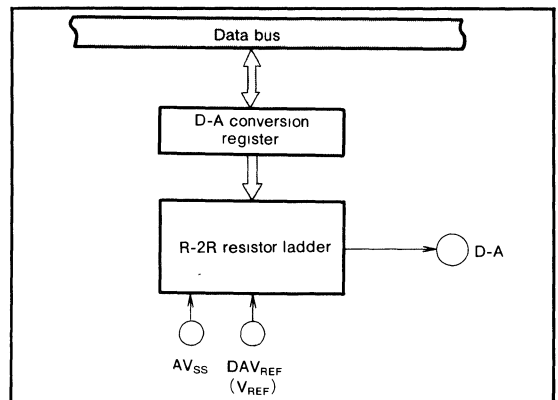 Data bus
D-A conversion
register
R-2R resistor ladder
D-A
AVSS DAVREF
(VREF)